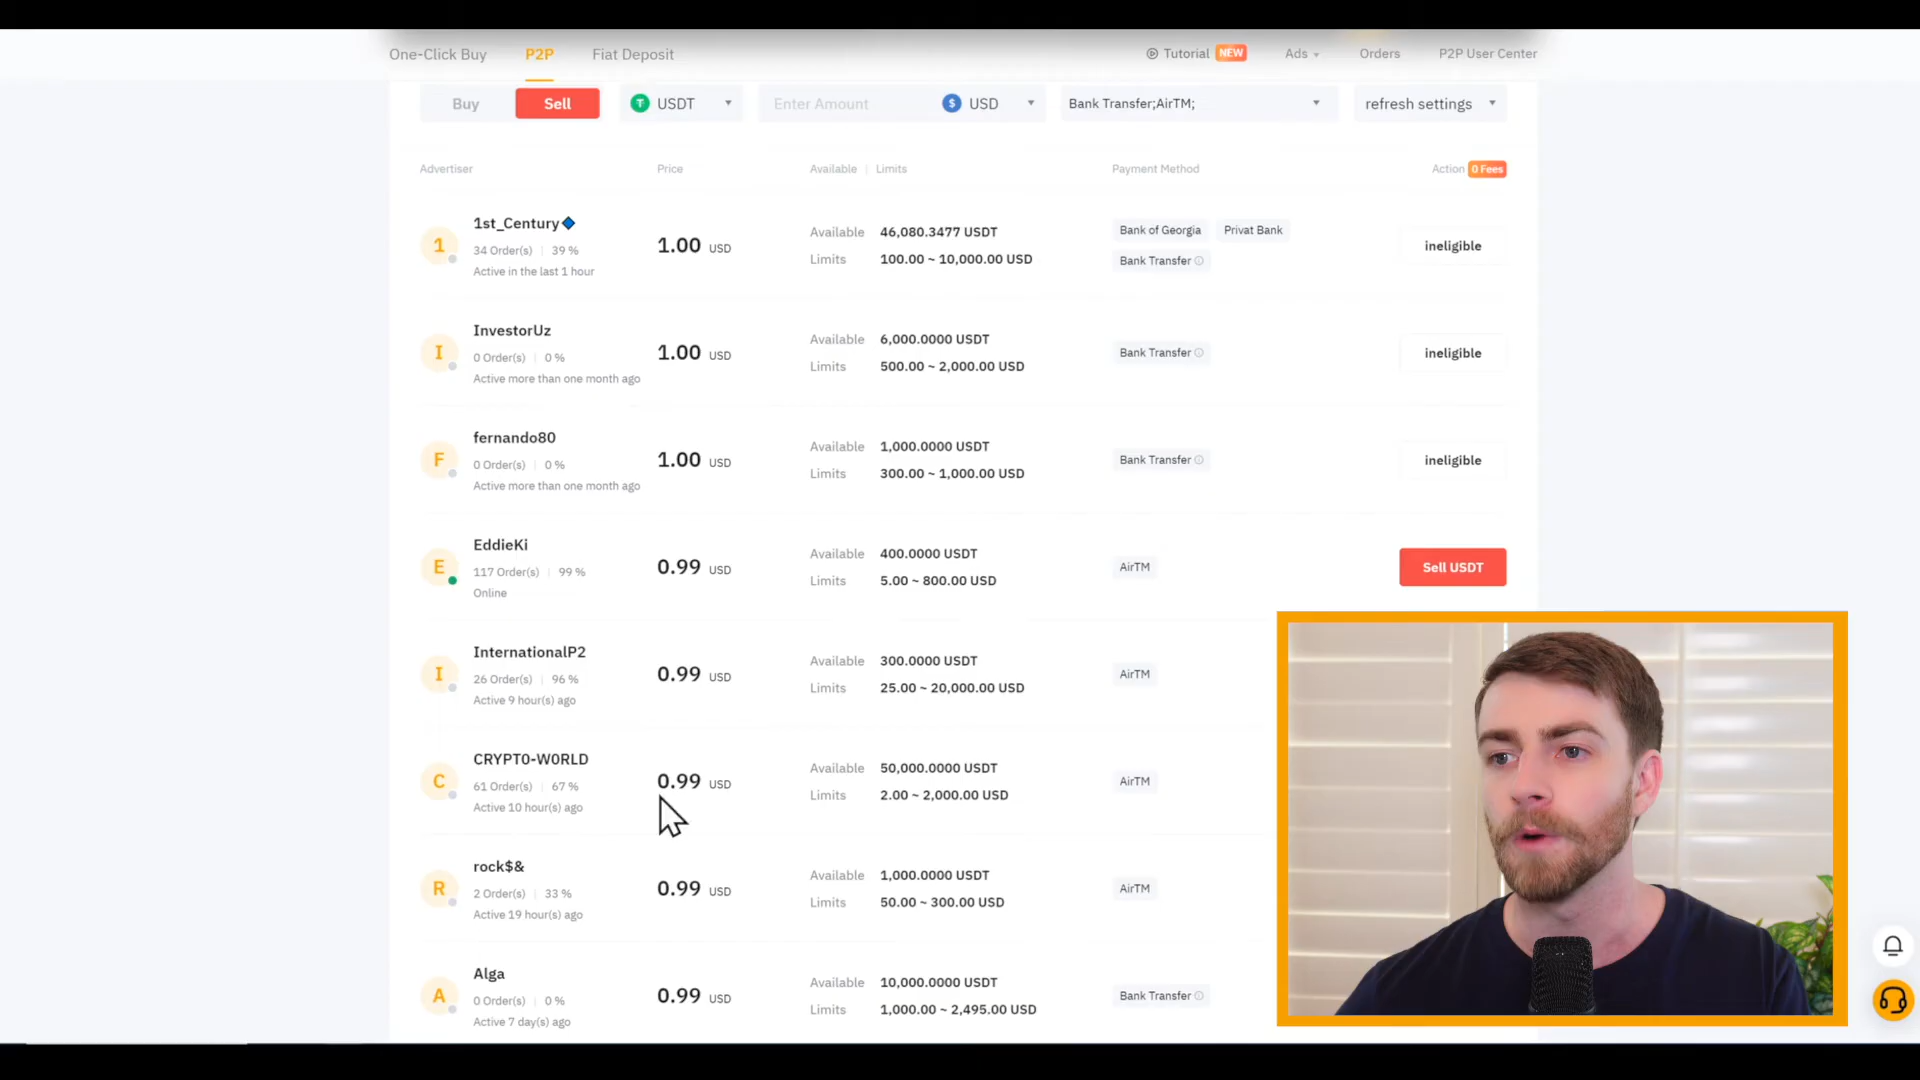 One-Click Buy P2P Fiat Deposit Tutorial NEW Ads Orders P2P User Center
Buy Sell T USDT Enter Amount $ USD Bank Transfer;AirTM; refresh settings
Advertiser Price Available | Limits Payment Method Action 0 Fees
1 1st_Century 1.00 USD Available 46,080.3477 USDT Bank of Georgia Privat Bank ineligible
34 Order(s) | 39 % Limits 100.00 ~ 10,000.00 USD Bank Transfer
Active in the last 1 hour
I InvestorUz 1.00 USD Available 6,000.0000 USDT Bank Transfer ineligible
0 Order(s) | 0 % Limits 500.00 ~ 2,000.00 USD
Active more than one month ago
F fernando80 1.00 USD Available 1,000.0000 USDT Bank Transfer ineligible
0 Order(s) | 0 % Limits 300.00 ~ 1,000.00 USD
Active more than one month ago
E EddieKi 0.99 USD Available 400.0000 USDT AirTM Sell USDT
117 Order(s) | 99 % Limits 5.00 ~ 800.00 USD
Online
I InternationalP2 0.99 USD Available 300.0000 USDT AirTM
26 Order(s) | 96 % Limits 25.00 ~ 20,000.00 USD
Active 9 hour(s) ago
C CRYPT0-W0RLD 0.99 USD Available 50,000.0000 USDT AirTM
61 Order(s) | 67 % Limits 2.00 ~ 2,000.00 USD
Active 10 hour(s) ago
R rock$& 0.99 USD Available 1,000.0000 USDT AirTM
2 Order(s) | 33 % Limits 50.00 ~ 300.00 USD
Active 19 hour(s) ago
A Alga 0.99 USD Available 10,000.0000 USDT Bank Transfer
0 Order(s) | 0 % Limits 1,000.00 ~ 2,495.00 USD
Active 7 day(s) ago